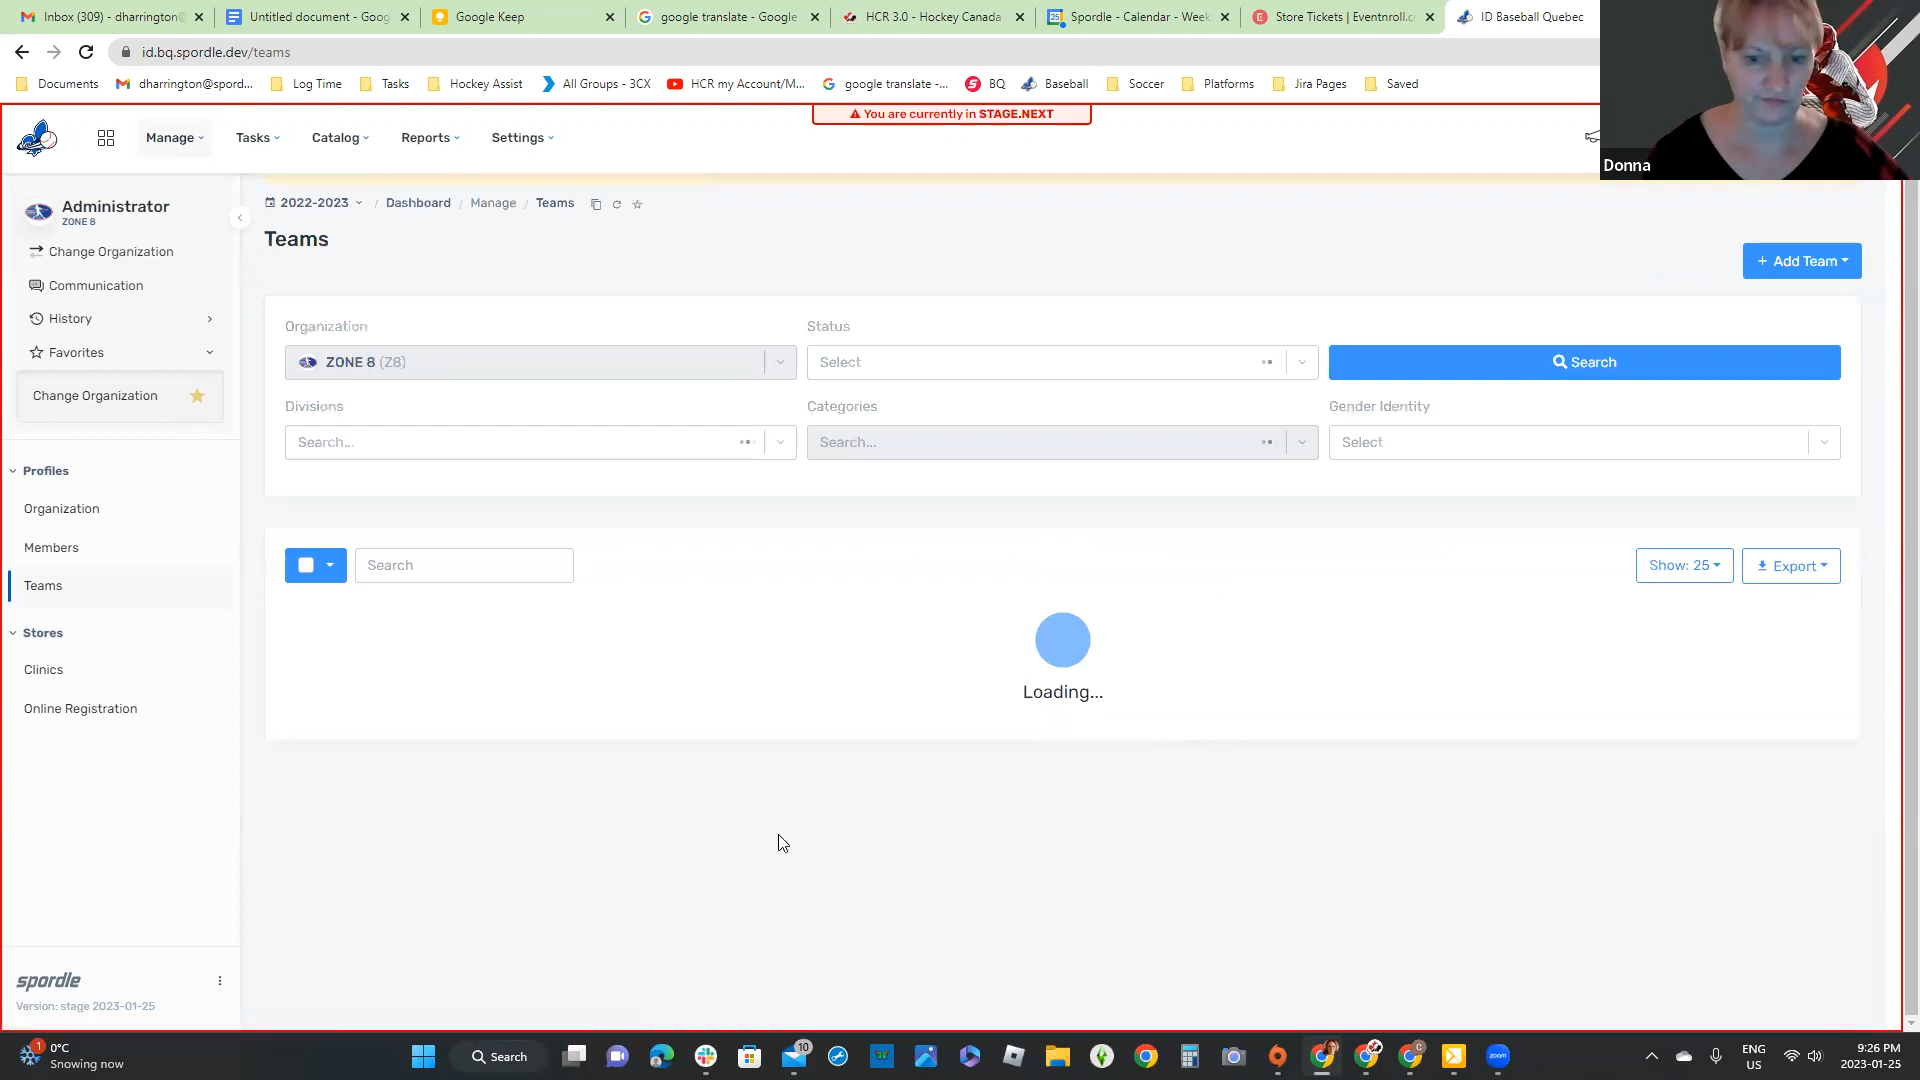 Inbox (309) - dharrington@
Untitled document - Goog
Google Keep
google translate - Google
HCR 3.0 - Hockey Canada
Spordle - Calendar - Week
Store Tickets | Eventnroll.c
ID Baseball Quebec
id.bq.spordle.dev/teams
Documents
dharrington@spord...
Log Time
Tasks
Hockey Assist
All Groups - 3CX
HCR my Account/M...
google translate -...
BQ
Baseball
Soccer
Platforms
Jira Pages
Saved
You are currently in STAGE.NEXT
Manage
Tasks
Catalog
Reports
Settings
Donna
Administrator
ZONE 8
Change Organization
Communication
History
Favorites
Change Organization
Profiles
Organization
Members
Teams
Stores
Clinics
Online Registration
spordle
Version: stage 2023-01-25
2022-2023 / Dashboard / Manage / Teams
Teams
+ Add Team
Organization
Status
ZONE 8 (Z8)
Select
Search
Divisions
Categories
Gender Identity
Search...
Search...
Select
Search
Show: 25
Export
Loading...
1
0°C
Snowing now
Search
10
zoom
ENG
US
9:26 PM
2023-01-25